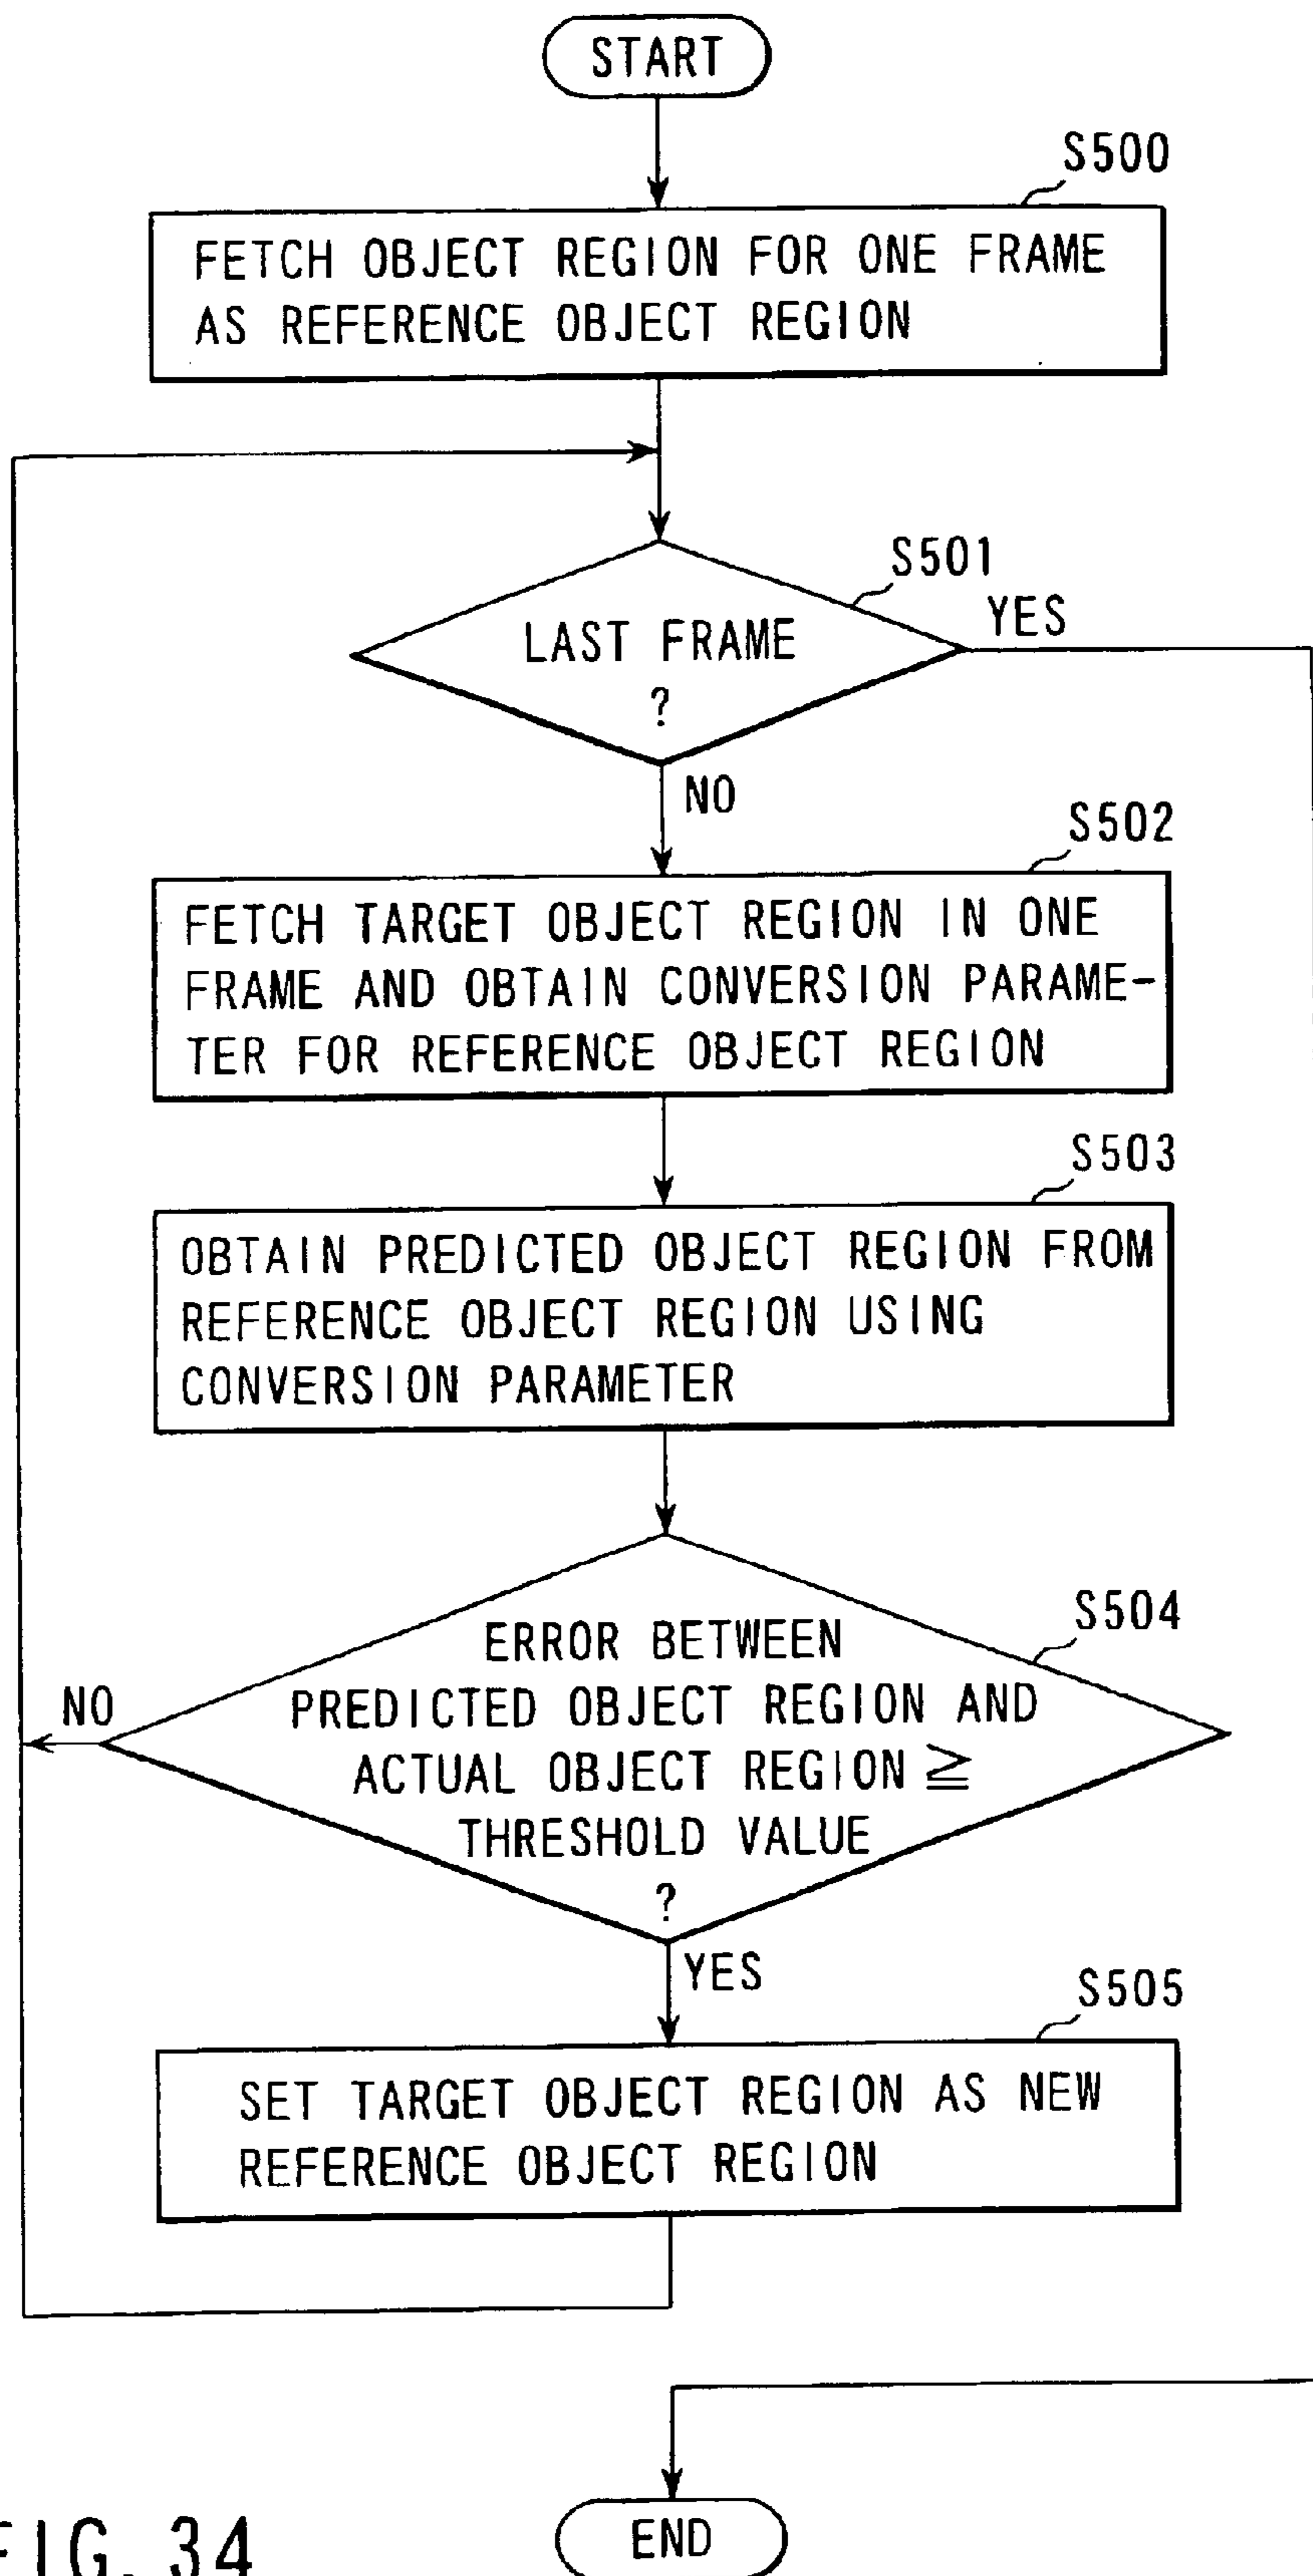 START
S500
FETCH OBJECT REGION FOR ONE FRAME
AS REFERENCE OBJECT REGION
S501
LAST FRAME
?
YES
NO
S502
FETCH TARGET OBJECT REGION IN ONE
FRAME AND OBTAIN CONVERSION PARAME-
TER FOR REFERENCE OBJECT REGION
S503
OBTAIN PREDICTED OBJECT REGION FROM
REFERENCE OBJECT REGION USING
CONVERSION PARAMETER
S504
ERROR BETWEEN
PREDICTED OBJECT REGION AND
ACTUAL OBJECT REGION ≧
THRESHOLD VALUE
?
NO
YES
S505
SET TARGET OBJECT REGION AS NEW
REFERENCE OBJECT REGION
END
FIG. 34